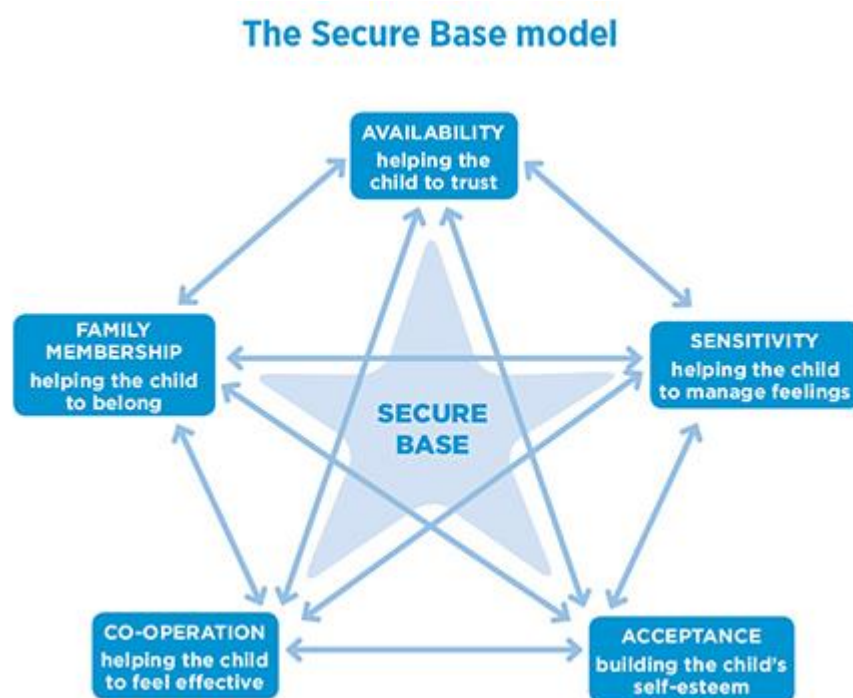 The Secure Base model
AVAILABILITY
helping the
child to trust
FAMILY
MEMBERSHIP
helping the child
to belong
SENSITIVITY
helping the child
to manage feelings
SECURE
BASE
CO-OPERATION
helping the child
to feel effective
ACCEPTANCE
building the child's
self-esteem